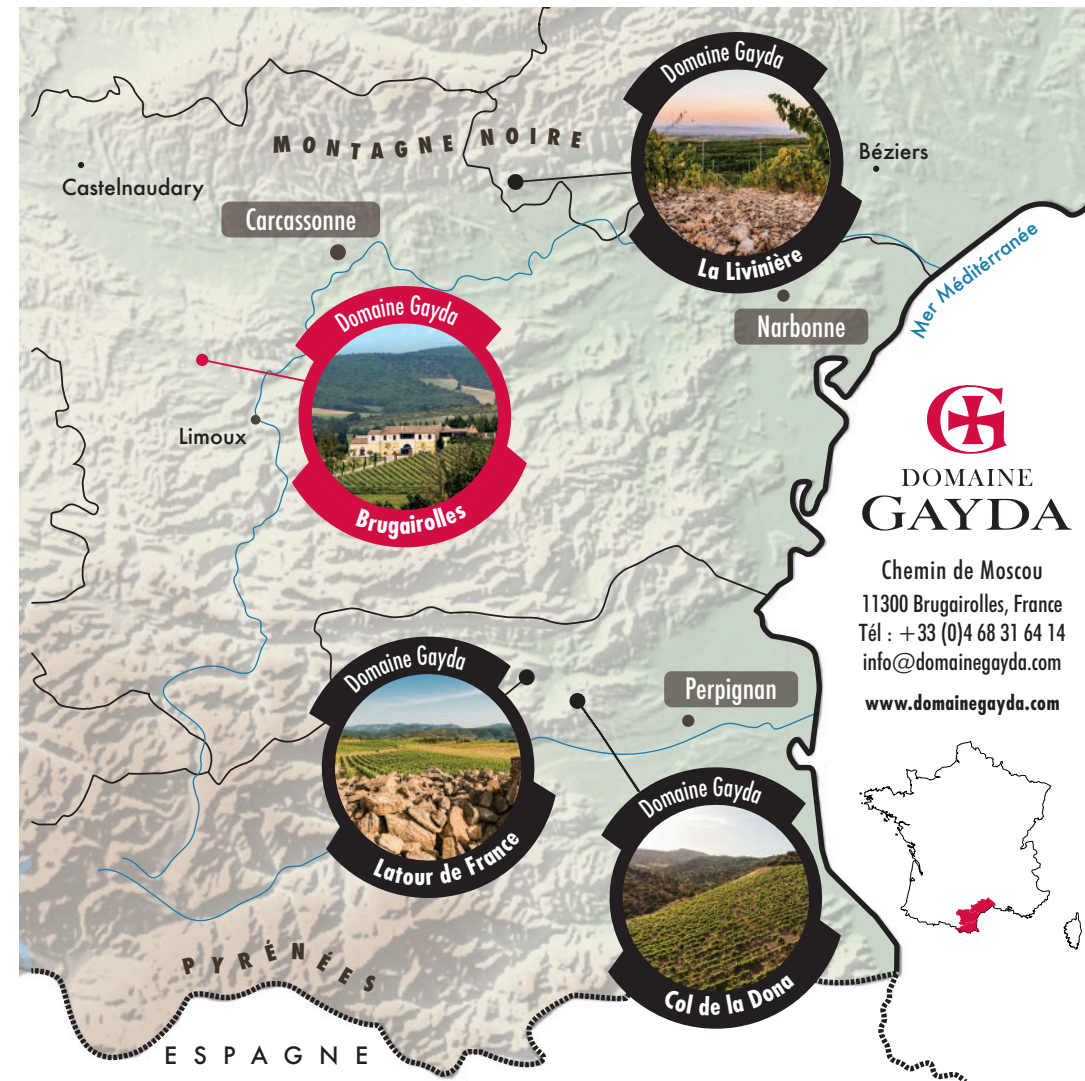 Domaine Gayda
MONTAGNE NOIRE
Béziers
Castelnaudary
Carcassonne
La Livinière
Mer Méditérranée
Domaine Gayda
Narbonne
Limoux
Brugairolles
G
DOMAINE
GAYDA
Chemin de Moscou
11300 Brugairolles, France
Tél : +33 (0)4 68 31 64 14
info@domainegayda.com
www.domainegayda.com
Domaine Gayda
Perpignan
Latour de France
Domaine Gayda
Col de la Dona
PYRÉNÉES
ESPAGNE